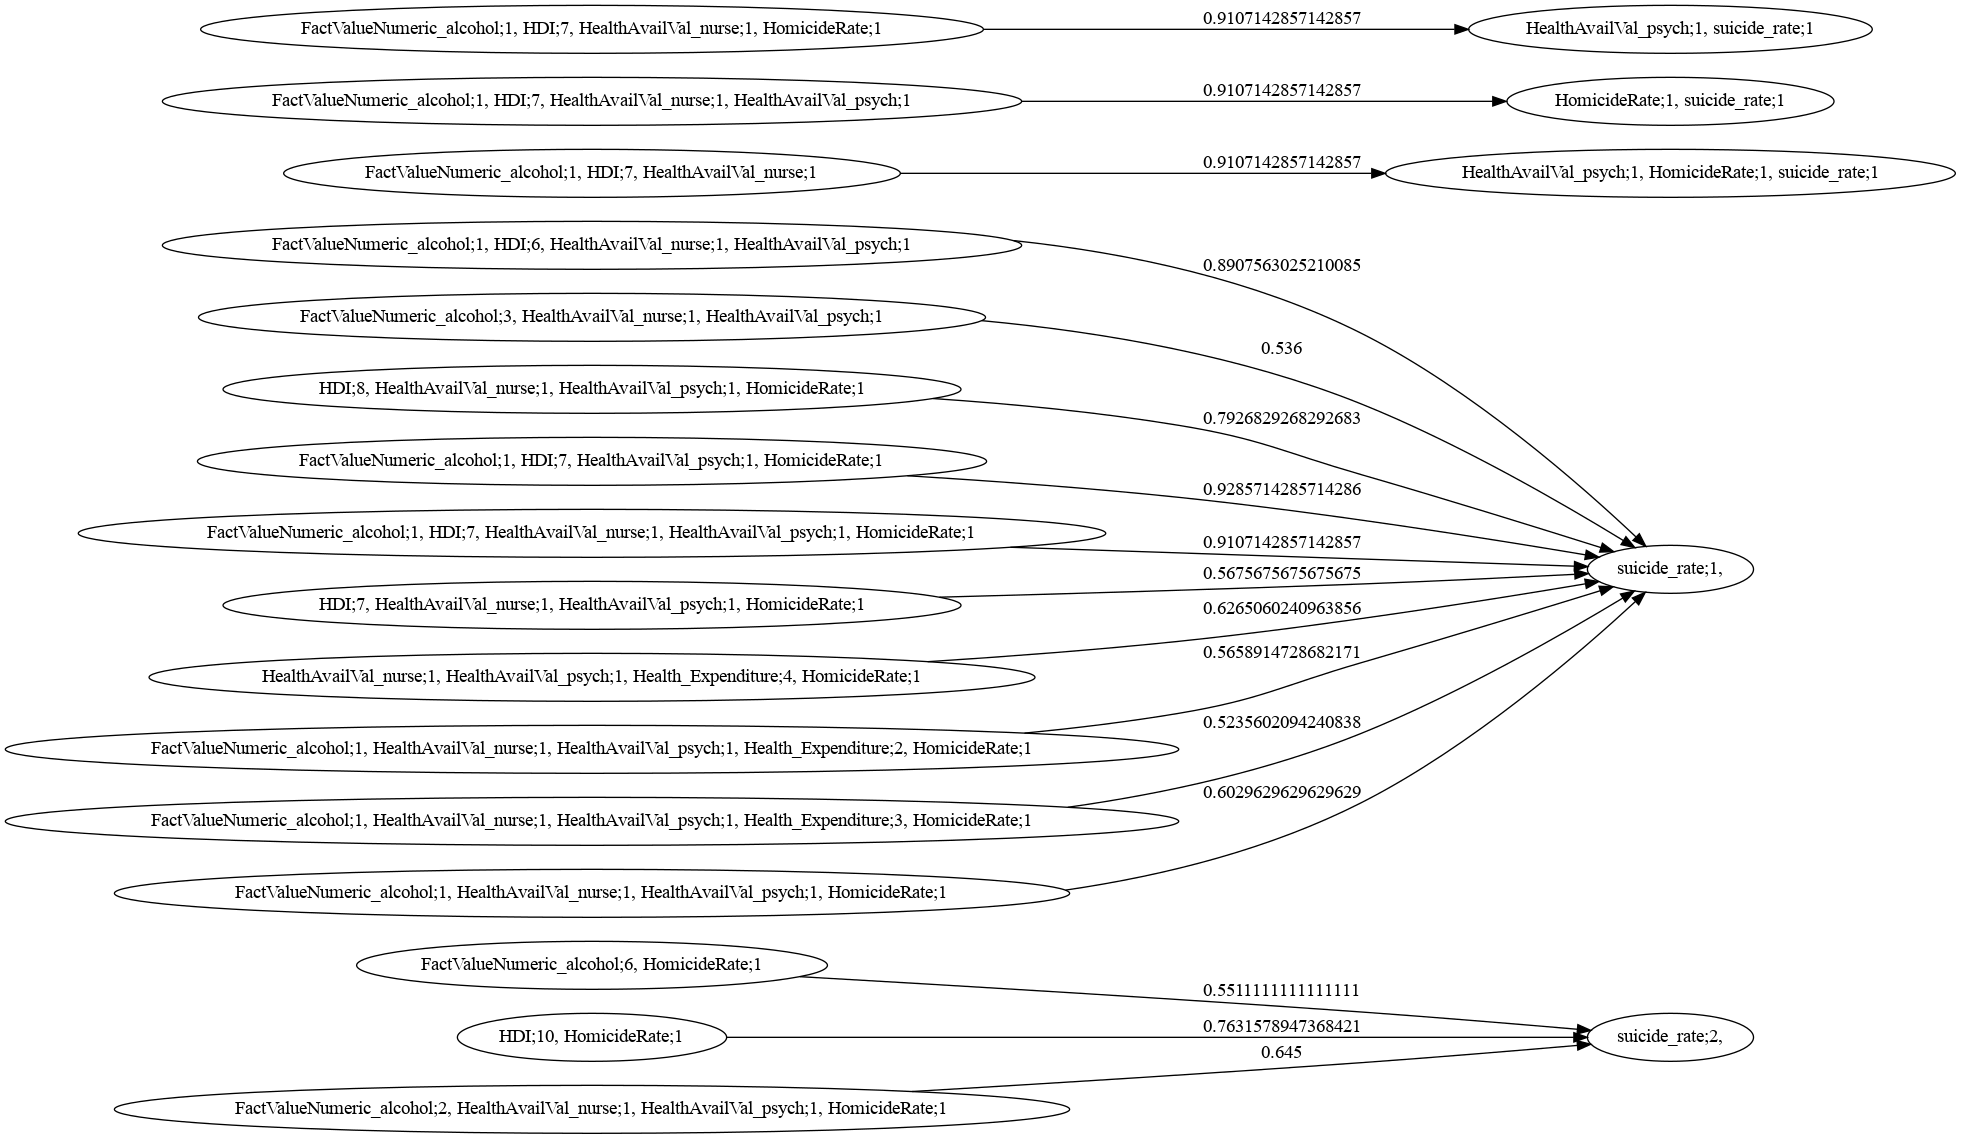 FactValueNumeric_alcohol;1, HDI;7, HealthAvailVal_nurse;1, HomicideRate;1
0.9107142857142857
HealthAvailVal_psych;1, suicide_rate;1
FactValueNumeric_alcohol;1, HDI;7, HealthAvailVal_nurse;1, HealthAvailVal_psych;1
0.9107142857142857
HomicideRate;1, suicide_rate;1
FactValueNumeric_alcohol;1, HDI;7, HealthAvailVal_nurse;1
0.9107142857142857
HealthAvailVal_psych;1, HomicideRate;1, suicide_rate;1
FactValueNumeric_alcohol;1, HDI;6, HealthAvailVal_nurse;1, HealthAvailVal_psych;1
0.8907563025210085
FactValueNumeric_alcohol;3, HealthAvailVal_nurse;1, HealthAvailVal_psych;1
0.536
HDI;8, HealthAvailVal_nurse;1, HealthAvailVal_psych;1, HomicideRate;1
0.7926829268292683
FactValueNumeric_alcohol;1, HDI;7, HealthAvailVal_psych;1, HomicideRate;1
0.9285714285714286
FactValueNumeric_alcohol;1, HDI;7, HealthAvailVal_nurse;1, HealthAvailVal_psych;1, HomicideRate;1
0.9107142857142857
suicide_rate;1,
HDI;7, HealthAvailVal_nurse;1, HealthAvailVal_psych;1, HomicideRate;1
0.5675675675675675
HealthAvailVal_nurse;1, HealthAvailVal_psych;1, Health_Expenditure;4, HomicideRate;1
0.6265060240963856
FactValueNumeric_alcohol;1, HealthAvailVal_nurse;1, HealthAvailVal_psych;1, Health_Expenditure;2, HomicideRate;1
0.5658914728682171
FactValueNumeric_alcohol;1, HealthAvailVal_nurse;1, HealthAvailVal_psych;1, Health_Expenditure;3, HomicideRate;1
0.5235602094240838
FactValueNumeric_alcohol;1, HealthAvailVal_nurse;1, HealthAvailVal_psych;1, HomicideRate;1
0.6029629629629629
FactValueNumeric_alcohol;6, HomicideRate;1
0.5511111111111111
HDI;10, HomicideRate;1
0.7631578947368421
suicide_rate;2,
FactValueNumeric_alcohol;2, HealthAvailVal_nurse;1, HealthAvailVal_psych;1, HomicideRate;1
0.645